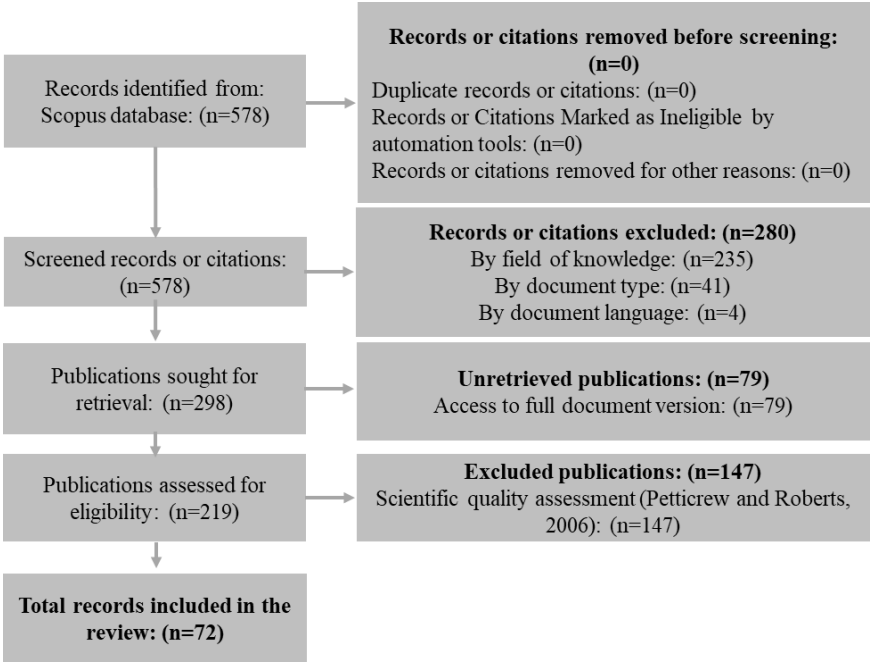 Records identified from:
Scopus database: (n=578)
Records or citations removed before screening:
(n=0)
Duplicate records or citations: (n=0)
Records or Citations Marked as Ineligible by
automation tools: (n=0)
Records or citations removed for other reasons: (n=0)
Screened records or citations:
(n=578)
Records or citations excluded: (n=280)
By field of knowledge: (n=235)
By document type: (n=41)
By document language: (n=4)
Publications sought for
retrieval: (n=298)
Unretrieved publications: (n=79)
Access to full document version: (n=79)
Publications assessed for
eligibility: (n=219)
Excluded publications: (n=147)
Scientific quality assessment (Petticrew and Roberts,
2006): (n=147)
Total records included in the
review: (n=72)